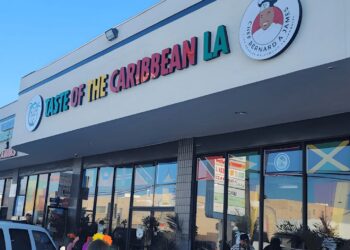 TASTE OF THE CARIBBEAN LA
CHEF
BERNARD A. JAMES